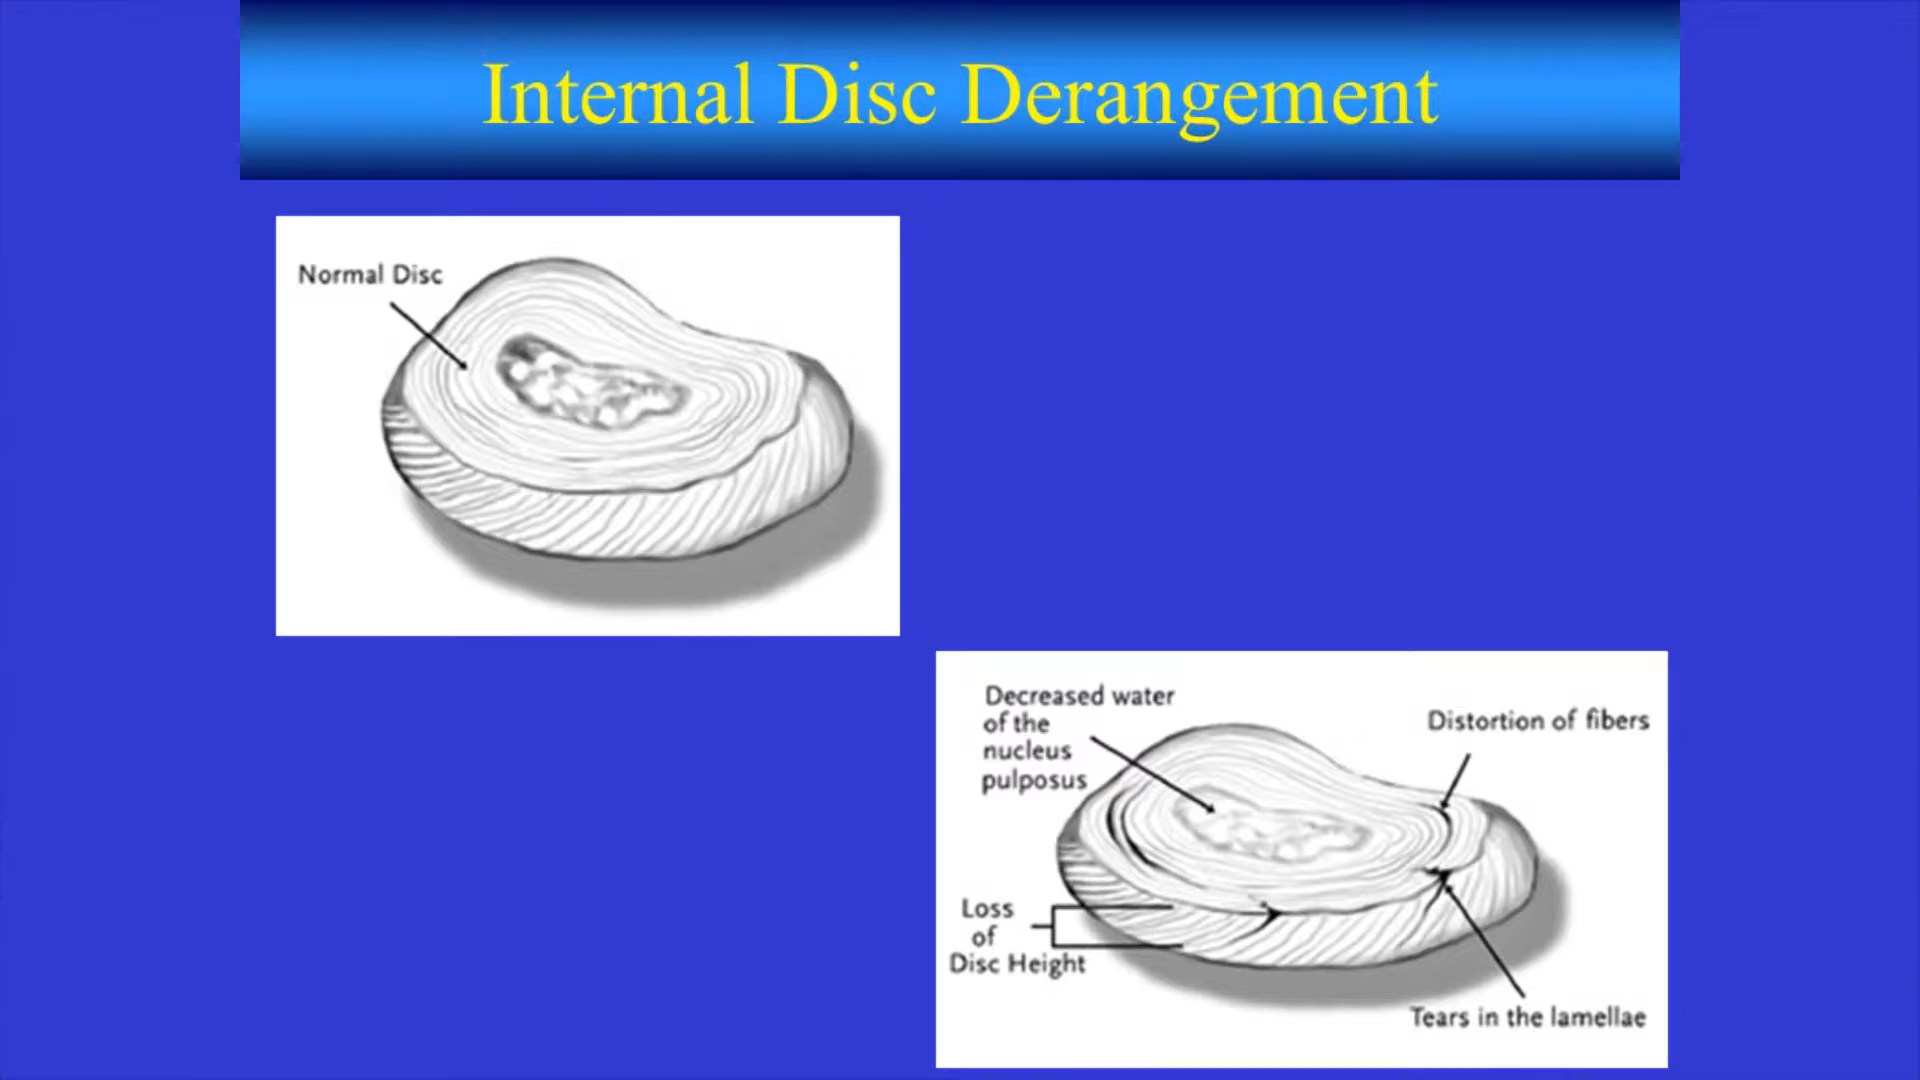 Internal Disc Derangement
Normal Disc
Decreased water
of the
nucleus
pulposus
Distortion of fibers
Loss
of
Disc Height
Tears in the lamellae